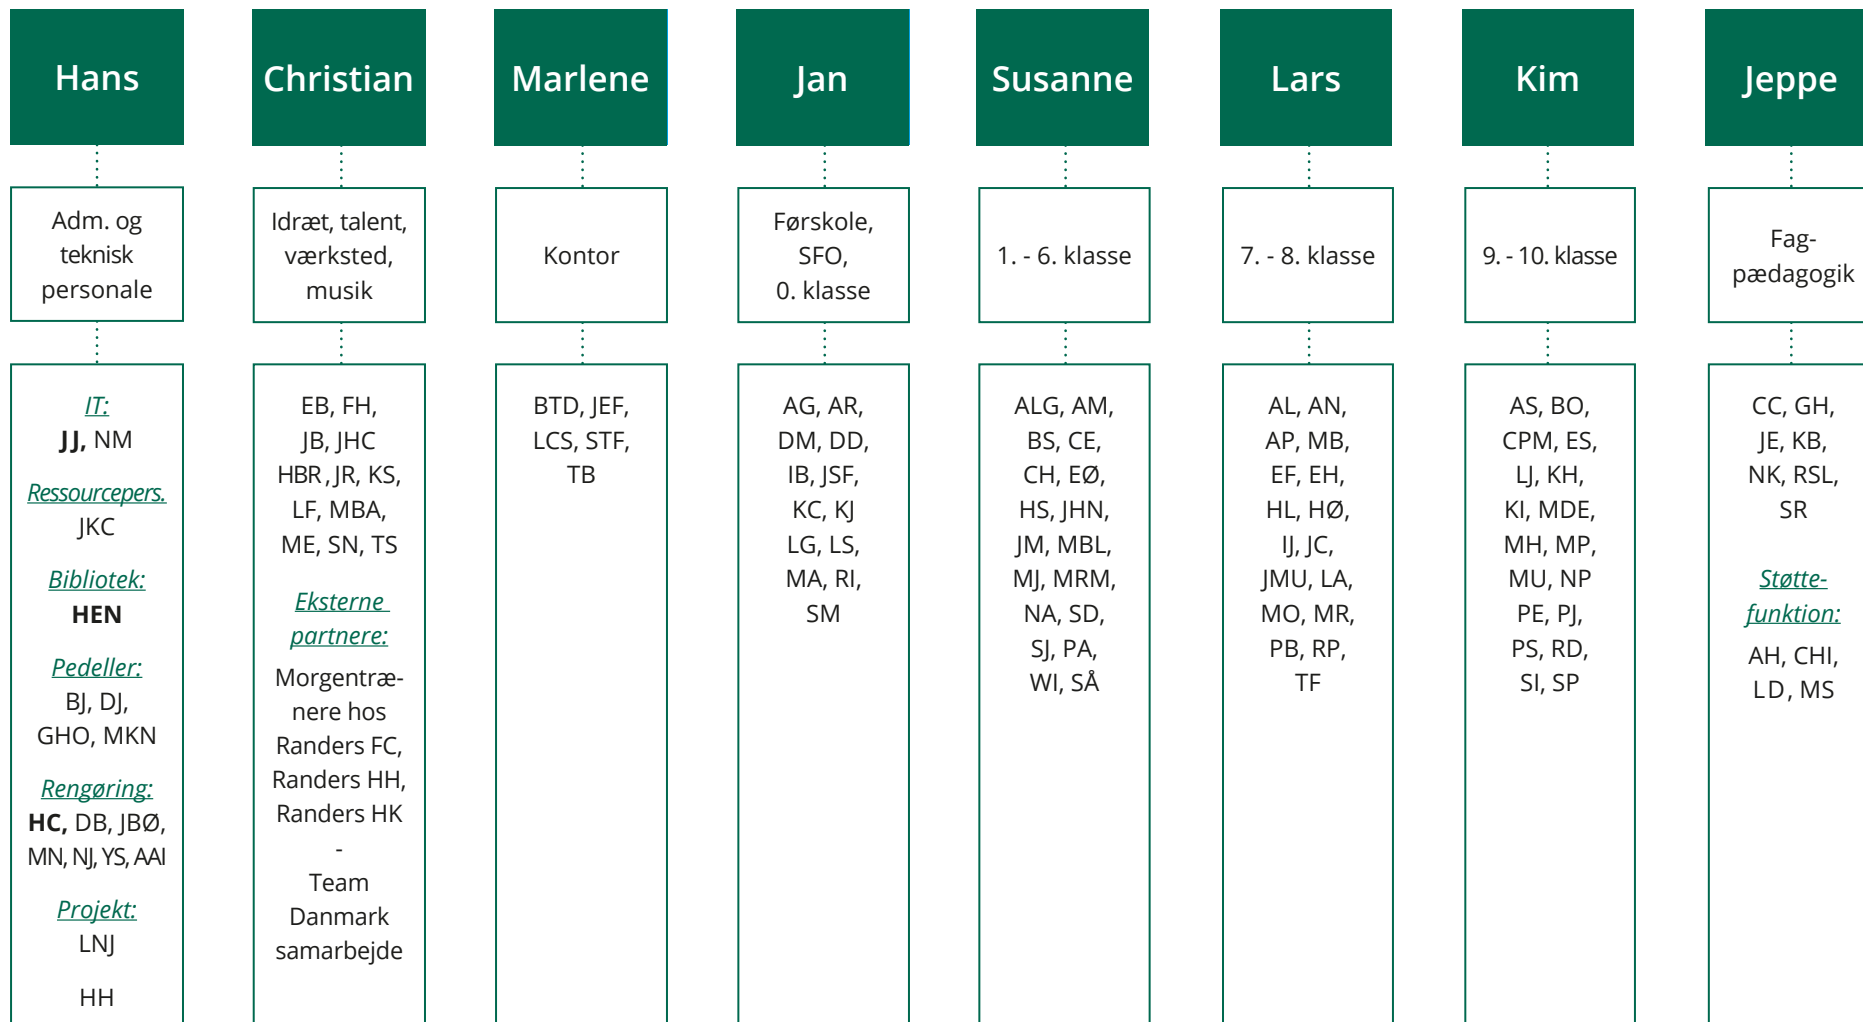 Hans
Adm. og
teknisk
personale
IT:
JJ, NM
Ressourcepers.
JKC
Bibliotek:
HEN
Pedeller:
BJ, DJ,
GHO, MKN
Rengøring:
HC, DB, JBØ,
MN, NJ, YS, AAI
Projekt:
LNJ
HH
Christian
Idræt, talent,
værksted,
musik
EB, FH,
JB, JHC
HBR, JR, KS,
LF, MBA,
ME, SN, TS
Eksterne
partnere:
Morgentræ-
nere hos
Randers FC,
Randers HH,
Randers HK
-
Team
Danmark
samarbejde
Marlene
Kontor
BTD, JEF,
LCS, STF,
TB
Jan
Førskole,
SFO,
0. klasse
AG, AR,
DM, DD,
IB, JSF,
KC, KJ
LG, LS,
MA, RI,
SM
Susanne
1. - 6. klasse
ALG, AM,
BS, CE,
CH, EØ,
HS, JHN,
JM, MBL,
MJ, MRM,
NA, SD,
SJ, PA,
WI, SÅ
Lars
7. - 8. klasse
AL, AN,
AP, MB,
EF, EH,
HL, HØ,
IJ, JC,
JMU, LA,
MO, MR,
PB, RP,
TF
Kim
9. - 10. klasse
AS, BO,
CPM, ES,
LJ, KH,
KI, MDE,
MH, MP,
MU, NP
PE, PJ,
PS, RD,
SI, SP
Jeppe
Fag-
pædagogik
CC, GH,
JE, KB,
NK, RSL,
SR
Støtte-
funktion:
AH, CHI,
LD, MS